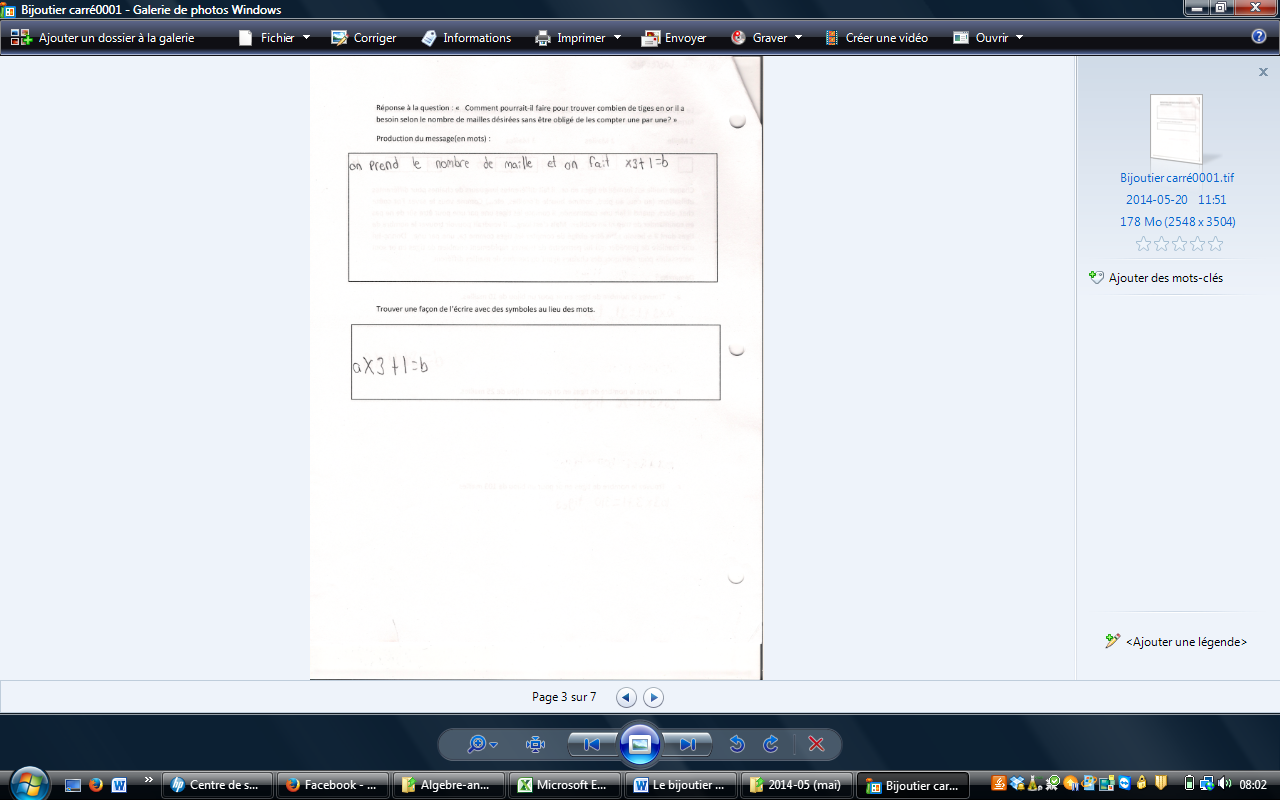 Bijoutier carré0001 - Galerie de photos Windows
Ajouter un dossier à la galerie Fichier Corriger Informations Imprimer Envoyer Graver Créer une vidéo Ouvrir
Réponse à la question : « Comment pourrait-il faire pour trouver combien de tiges en or il a
besoin selon le nombre de mailles désirées sans être obligé de les compter une par une? »
Production du message(en mots) :
on prend le nombre de maille et on fait x3+1=b
Trouver une façon de l'écrire avec des symboles au lieu des mots.
aX3+1=b
Bijoutier carré0001.tif
2014-05-20 11:51
178 Mo (2548 x 3504)
Ajouter des mots-clés
<Ajouter une légende>
Page 3 sur 7
Centre de s... Facebook - ... Algebre-an... Microsoft E... Le bijoutier ... 2014-05 (mai) Bijoutier car... 08:02